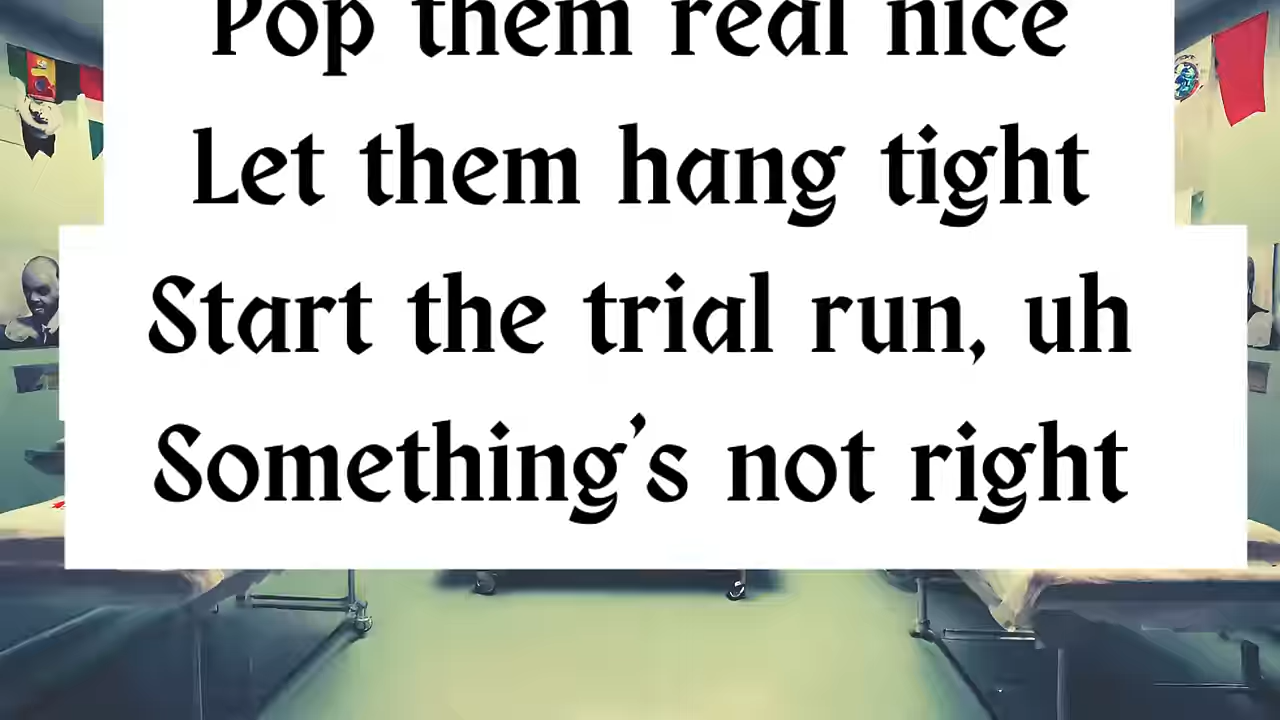 Pop them real nice
Let them hang tight
Start the trial run, uh
Something's not right